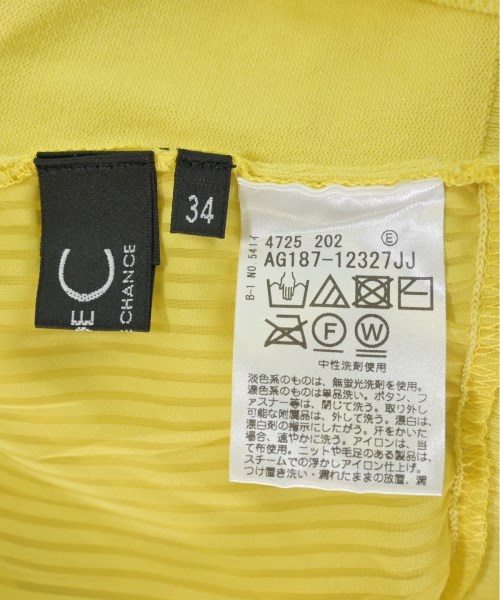 C
BE
CHANCE
34
B-1 NO.5414
4725 202 E
AG187-12327JJ
F W
中性洗剤使用
淡色系のものは、無蛍光洗剤を使用。
濃色系のものは単品洗い。ボタン、フ
ァスナー等は、閉じて洗う。取り外し
可能な附属品は、外して洗う。漂白は、
漂白剤の指示にしたがう。汗をかいた
場合、速やかに洗う。アイロンは、当
て布使用。ニットや毛足のある製品は、
スチームでの浮かしアイロン仕上げ。
つけ置き洗い・濡れたままの放置、濡